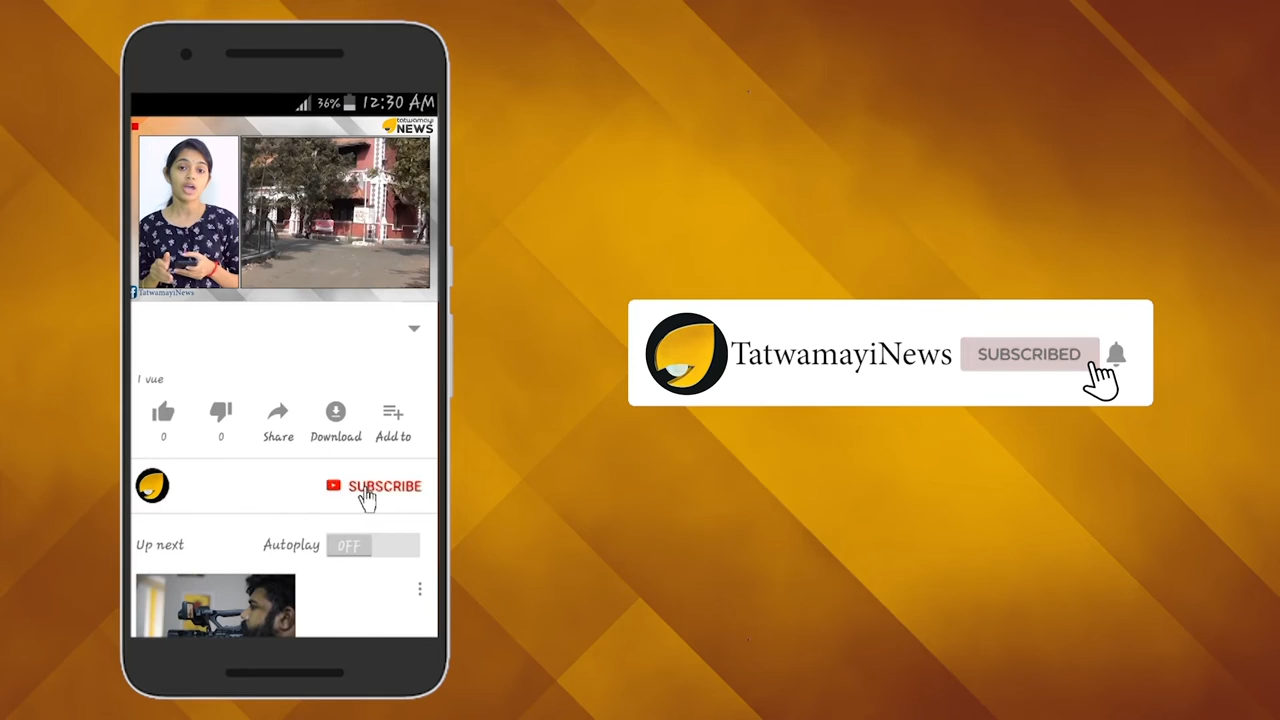 36% 12:30 AM
tatwamayi
NEWS
TatwamayiNews
1 vue
0 0 Share Download Add to
SUBSCRIBE
Up next Autoplay OFF
TatwamayiNews SUBSCRIBED